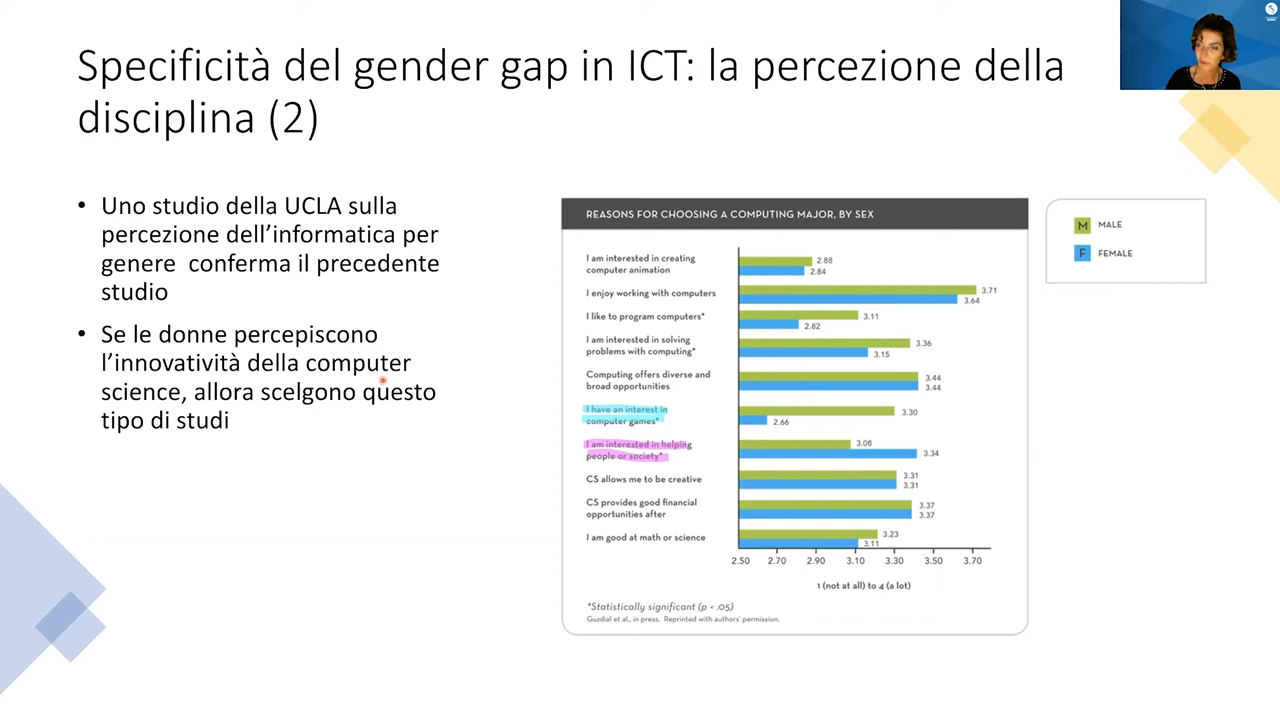 Specificità del gender gap in ICT: la percezione della
disciplina (2)
• Uno studio della UCLA sulla
percezione dell’informatica per
genere conferma il precedente
studio
• Se le donne percepiscono
l’innovatività della computer
science, allora scelgono questo
tipo di studi
REASONS FOR CHOOSING A COMPUTING MAJOR, BY SEX
M MALE
F FEMALE
I am interested in creating
computer animation
2.88
2.84
I enjoy working with computers
3.71
3.64
I like to program computers*
3.11
2.82
I am interested in solving
problems with computing*
3.36
3.15
Computing offers diverse and
broad opportunities
3.44
3.44
I have an interest in
computer games*
3.30
2.66
I am interested in helping
people or society*
3.08
3.34
CS allows me to be creative
3.31
3.31
CS provides good financial
opportunities after
3.37
3.37
I am good at math or science
3.23
3.11
2.50 2.70 2.90 3.10 3.30 3.50 3.70
1 (not at all) to 4 (a lot)
*Statistically significant (p < .05)
Guzdial et al., in press. Reprinted with authors' permission.